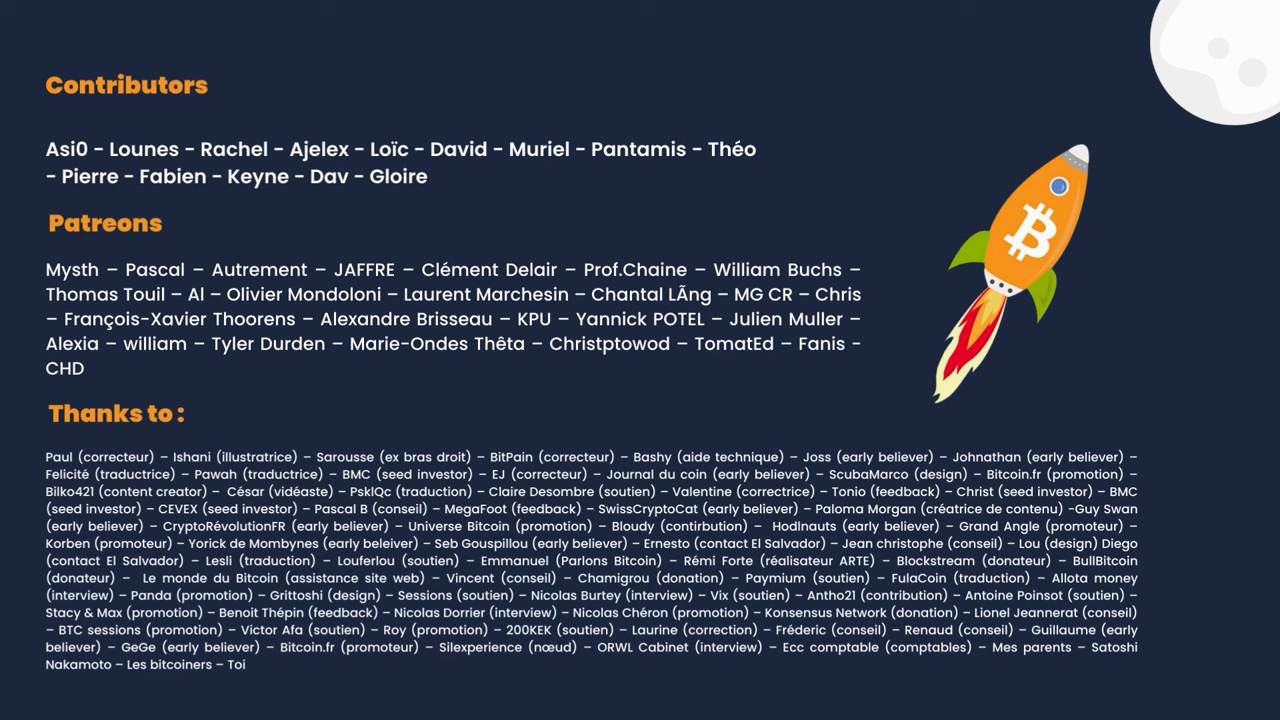 Contributors
Asi0 - Lounes - Rachel - Ajelex - Loïc - David - Muriel - Pantamis - Théo
- Pierre - Fabien - Keyne - Dav - Gloire
Patreons
Mysth – Pascal – Autrement – JAFFRE – Clément Delair – Prof.Chaine – William Buchs –
Thomas Touil – Al – Olivier Mondoloni – Laurent Marchesin – Chantal LÃng – MG CR – Chris
– François-Xavier Thoorens – Alexandre Brisseau – KPU – Yannick POTEL – Julien Muller –
Alexia – william – Tyler Durden – Marie-Ondes Thêta – Christptowod – TomatEd – Fanis -
CHD
Thanks to :
Paul (correcteur) – Ishani (illustratrice) – Sarousse (ex bras droit) – BitPain (correcteur) – Bashy (aide technique) – Joss (early believer) – Johnathan (early believer) –
Felicité (traductrice) – Pawah (traductrice) – BMC (seed investor) – EJ (correcteur) – Journal du coin (early believer) – ScubaMarco (design) – Bitcoin.fr (promotion) –
Bilko421 (content creator) – César (vidéaste) – PsklQc (traduction) – Claire Desombre (soutien) – Valentine (correctrice) – Tonio (feedback) – Christ (seed investor) – BMC
(seed investor) – CEVEX (seed investor) – Pascal B (conseil) – MegaFoot (feedback) – SwissCryptoCat (early believer) – Paloma Morgan (créatrice de contenu) -Guy Swan
(early believer) – CryptoRévolutionFR (early believer) – Universe Bitcoin (promotion) – Bloudy (contirbution) – Hodlnauts (early believer) – Grand Angle (promoteur) –
Korben (promoteur) – Yorick de Mombynes (early beleiver) – Seb Gouspillou (early believer) – Ernesto (contact El Salvador) – Jean christophe (conseil) – Lou (design) Diego
(contact El Salvador) – Lesli (traduction) – Louferlou (soutien) – Emmanuel (Parlons Bitcoin) – Rémi Forte (réalisateur ARTE) – Blockstream (donateur) – BullBitcoin
(donateur) – Le monde du Bitcoin (assistance site web) – Vincent (conseil) – Chamigrou (donation) – Paymium (soutien) – FulaCoin (traduction) – Allota money
(interview) – Panda (promotion) – Grittoshi (design) – Sessions (soutien) – Nicolas Burtey (interview) – Vix (soutien) – Antho21 (contribution) – Antoine Poinsot (soutien) –
Stacy & Max (promotion) – Benoit Thépin (feedback) – Nicolas Dorrier (interview) – Nicolas Chéron (promotion) – Konsensus Network (donation) – Lionel Jeannerat (conseil)
– BTC sessions (promotion) – Victor Afa (soutien) – Roy (promotion) – 200KEK (soutien) – Laurine (correction) – Fréderic (conseil) – Renaud (conseil) – Guillaume (early
believer) – GeGe (early believer) – Bitcoin.fr (promoteur) – Silexperience (nœud) – ORWL Cabinet (interview) – Ecc comptable (comptables) – Mes parents – Satoshi
Nakamoto – Les bitcoiners – Toi